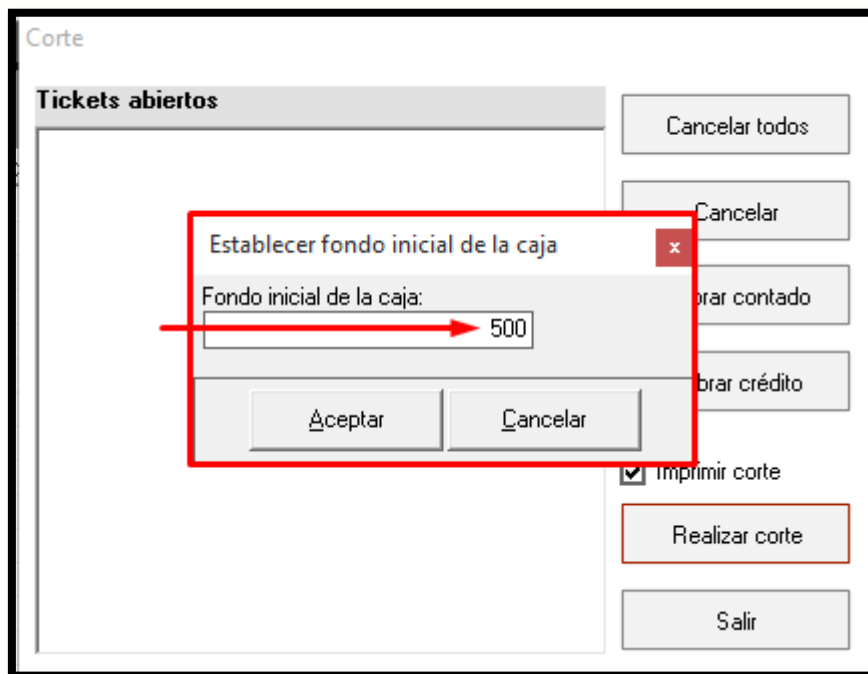 Corte
Tickets abiertos
Cancelar todos
Cancelar
Establecer fondo inicial de la caja
x
Fondo inicial de la caja:
500
contado
crédito
Aceptar
Cancelar
Imprimir corte
Realizar corte
Salir